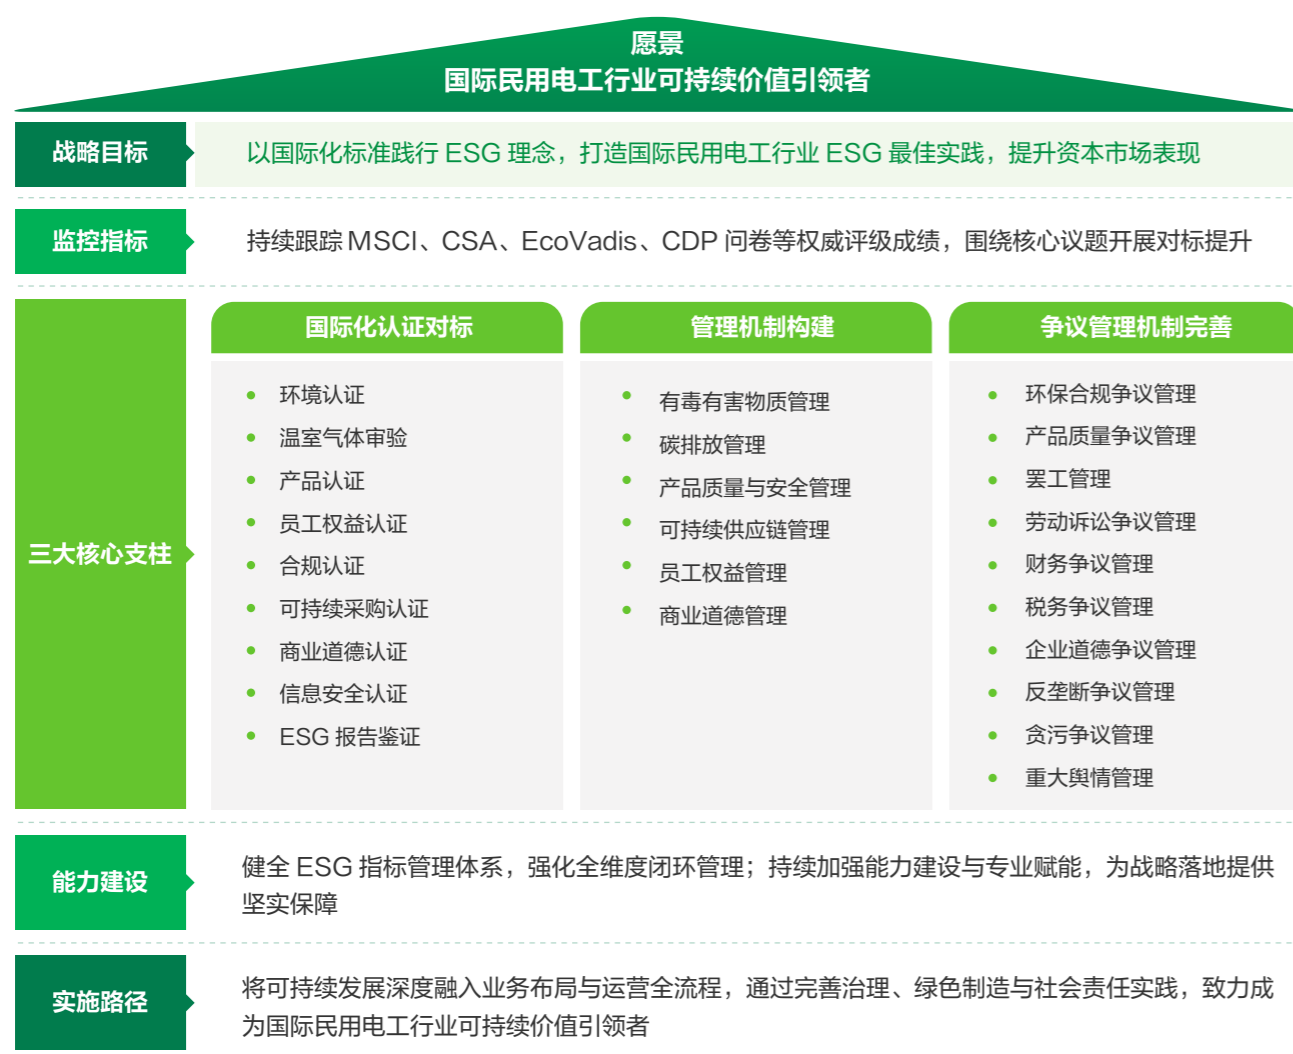 愿景
国际民用电工行业可持续价值引领者
战略目标
以国际化标准践行 ESG 理念，打造国际民用电工行业 ESG 最佳实践，提升资本市场表现
监控指标
持续跟踪 MSCI、CSA、EcoVadis、CDP 问卷等权威评级成绩，围绕核心议题开展对标提升
三大核心支柱
国际化认证对标
环境认证
温室气体审验
产品认证
员工权益认证
合规认证
可持续采购认证
商业道德认证
信息安全认证
ESG 报告鉴证
管理机制构建
有毒有害物质管理
碳排放管理
产品质量与安全管理
可持续供应链管理
员工权益管理
商业道德管理
争议管理机制完善
环保合规争议管理
产品质量争议管理
罢工管理
劳动诉讼争议管理
财务争议管理
税务争议管理
企业道德争议管理
反垄断争议管理
贪污争议管理
重大舆情管理
能力建设
健全 ESG 指标管理体系，强化全维度闭环管理；持续加强能力建设与专业赋能，为战略落地提供
坚实保障
实施路径
将可持续发展深度融入业务布局与运营全流程，通过完善治理、绿色制造与社会责任实践，致力成
为国际民用电工行业可持续价值引领者